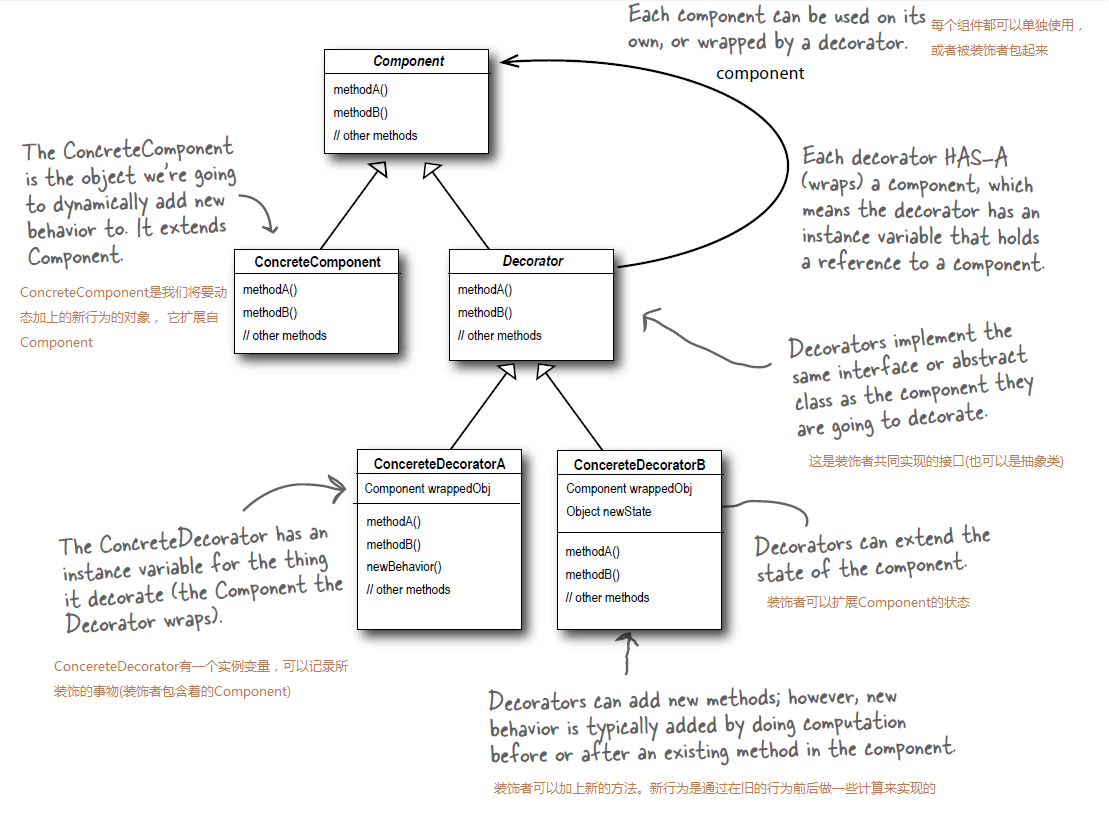 Each component can be used on its
own, or wrapped by a decorator.
每个组件都可以单独使用，
或者被装饰者包起来
component
Component
methodA()
methodB()
// other methods
The ConcreteComponent
is the object we're going
to dynamically add new
behavior to. It extends
Component.
ConcreteComponent是我们将要动
态加上的新行为的对象， 它扩展自
Component
Each decorator HAS-A
(wraps) a component, which
means the decorator has an
instance variable that holds
a reference to a component.
ConcreteComponent
methodA()
methodB()
// other methods
Decorator
methodA()
methodB()
// other methods
Decorators implement the
same interface or abstract
class as the component they
are going to decorate.
这是装饰者共同实现的接口(也可以是抽象类)
ConcereteDecoratorA
Component wrappedObj
methodA()
methodB()
newBehavior()
// other methods
ConcereteDecoratorB
Component wrappedObj
Object newState
methodA()
methodB()
// other methods
The ConcreteDecorator has an
instance variable for the thing
it decorate (the Component the
Decorator wraps).
ConcereteDecorator有一个实例变量，可以记录所
装饰的事物(装饰者包含着的Component)
Decorators can extend the
state of the component.
装饰者可以扩展Component的状态
Decorators can add new methods; however, new
behavior is typically added by doing computation
before or after an existing method in the component.
装饰者可以加上新的方法。新行为是通过在旧的行为前后做一些计算来实现的